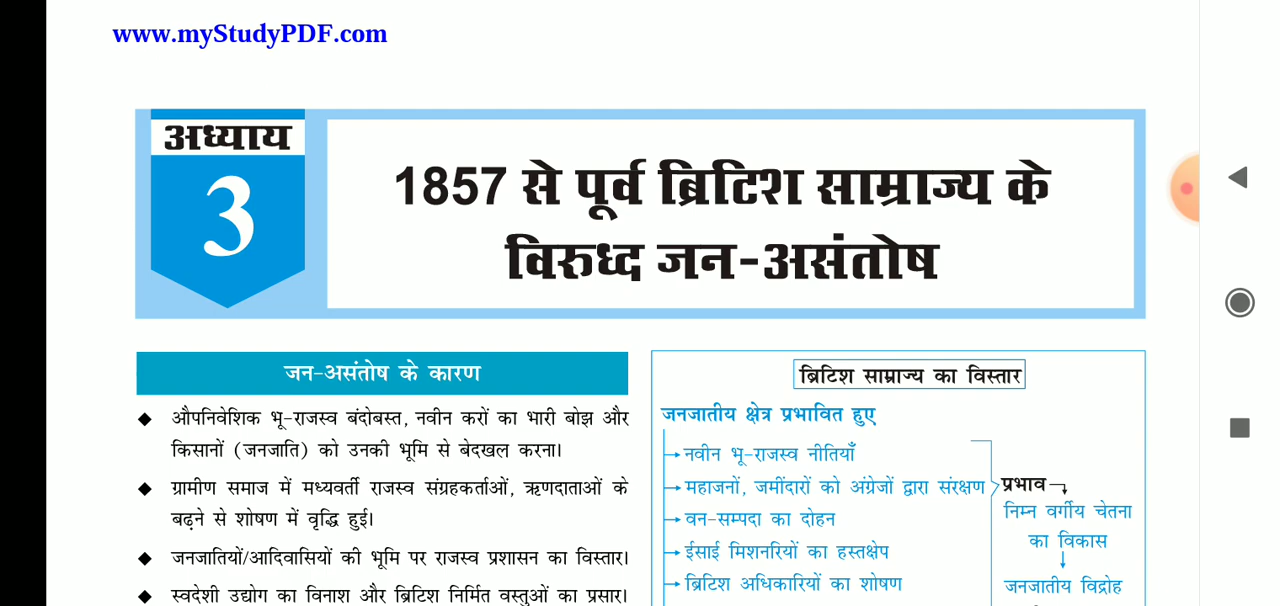 www.myStudyPDF.com
अध्याय
3
1857 से पूर्व ब्रिटिश साम्राज्य के
विरुध्द जन-असंतोष
जन-असंतोष के कारण
◆ औपनिवेशिक भू-राजस्व बंदोबस्त, नवीन करों का भारी बोझ और
किसानों (जनजाति) को उनकी भूमि से बेदखल करना।
◆ ग्रामीण समाज में मध्यवर्ती राजस्व संग्रहकर्ताओं, ऋणदाताओं के
बढ़ने से शोषण में वृद्धि हुई।
◆ जनजातियों/आदिवासियों की भूमि पर राजस्व प्रशासन का विस्तार।
◆ स्वदेशी उद्योग का विनाश और ब्रिटिश निर्मित वस्तुओं का प्रसार।
ब्रिटिश साम्राज्य का विस्तार
जनजातीय क्षेत्र प्रभावित हुए
नवीन भू-राजस्व नीतियाँ
महाजनों, जमींदारों को अंग्रेजों द्वारा संरक्षण
वन-सम्पदा का दोहन
ईसाई मिशनरियों का हस्तक्षेप
ब्रिटिश अधिकारियों का शोषण
प्रभाव
निम्न वर्गीय चेतना
का विकास
जनजातीय विद्रोह